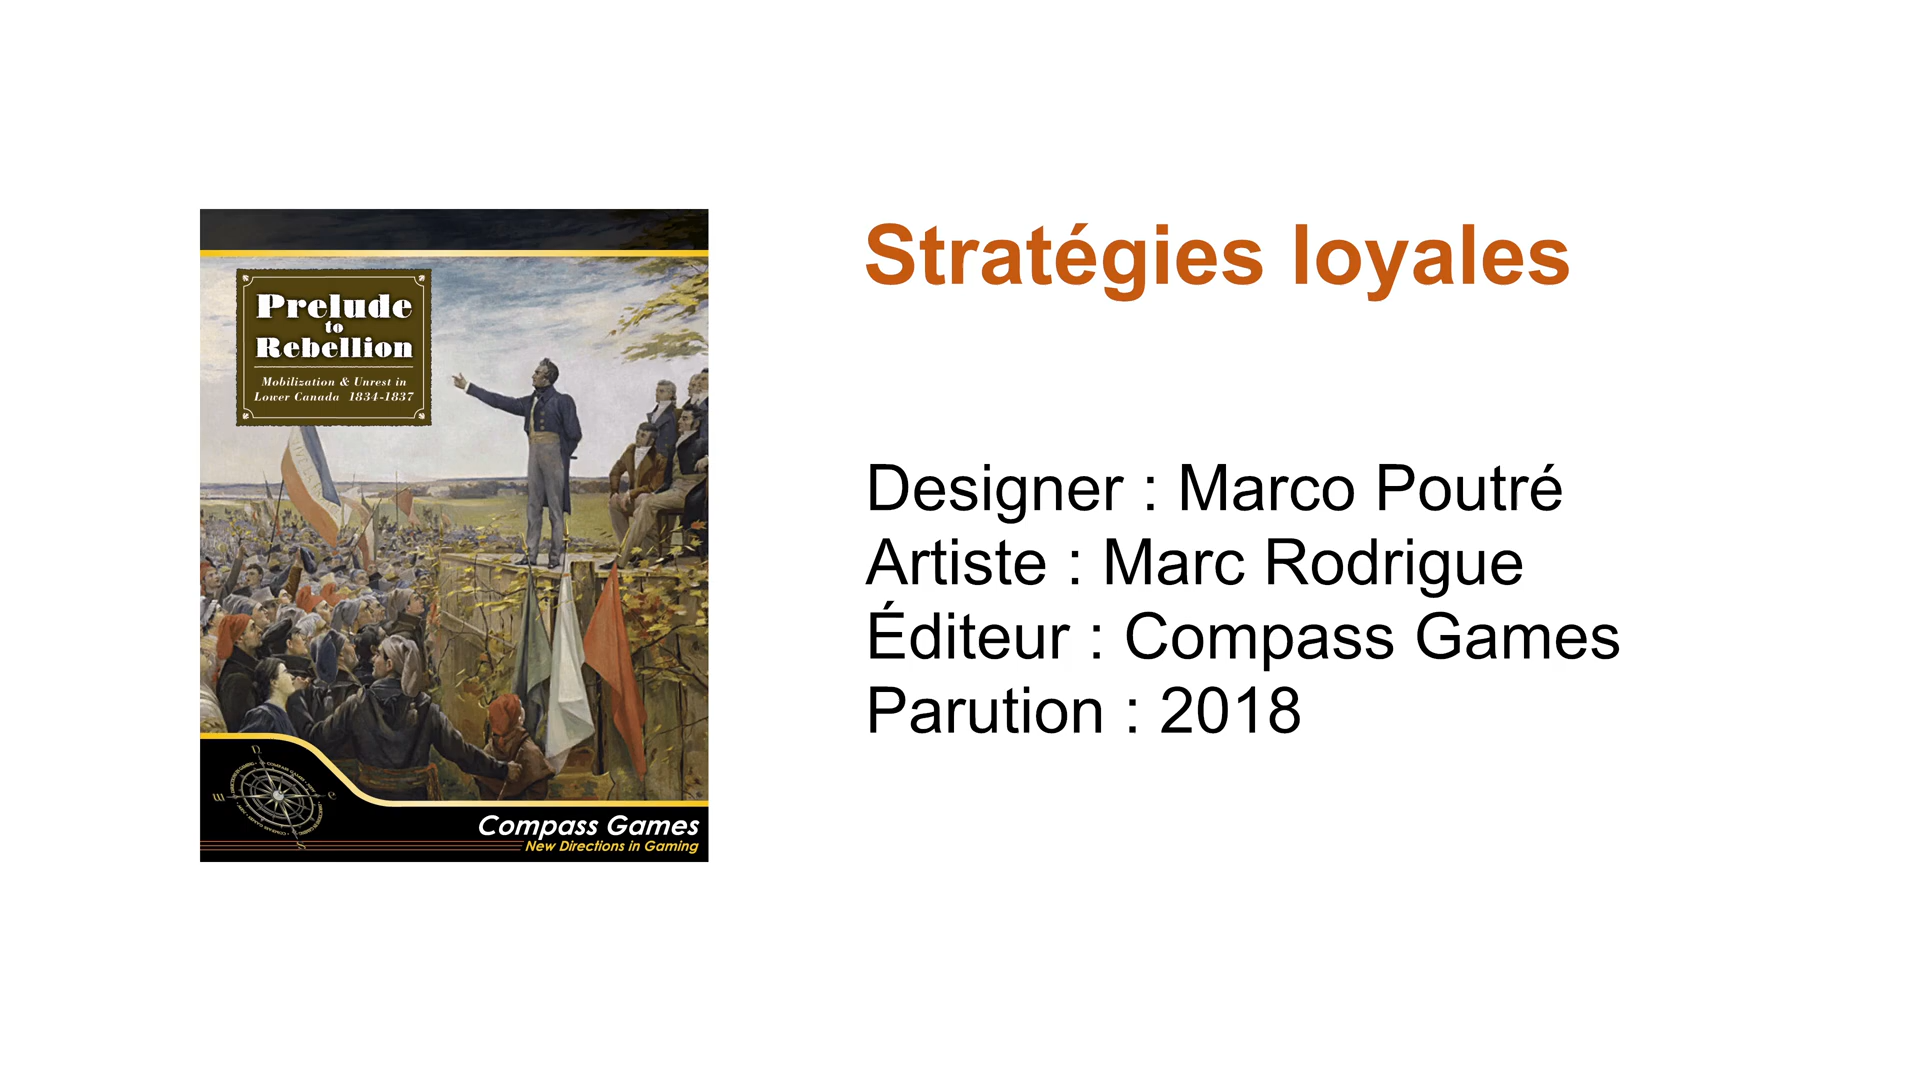 Prelude
to
Rebellion
Mobilization & Unrest in
Lower Canada 1834-1837
Compass Games
New Directions in Gaming
Stratégies loyales
Designer : Marco Poutré
Artiste : Marc Rodrigue
Éditeur : Compass Games
Parution : 2018